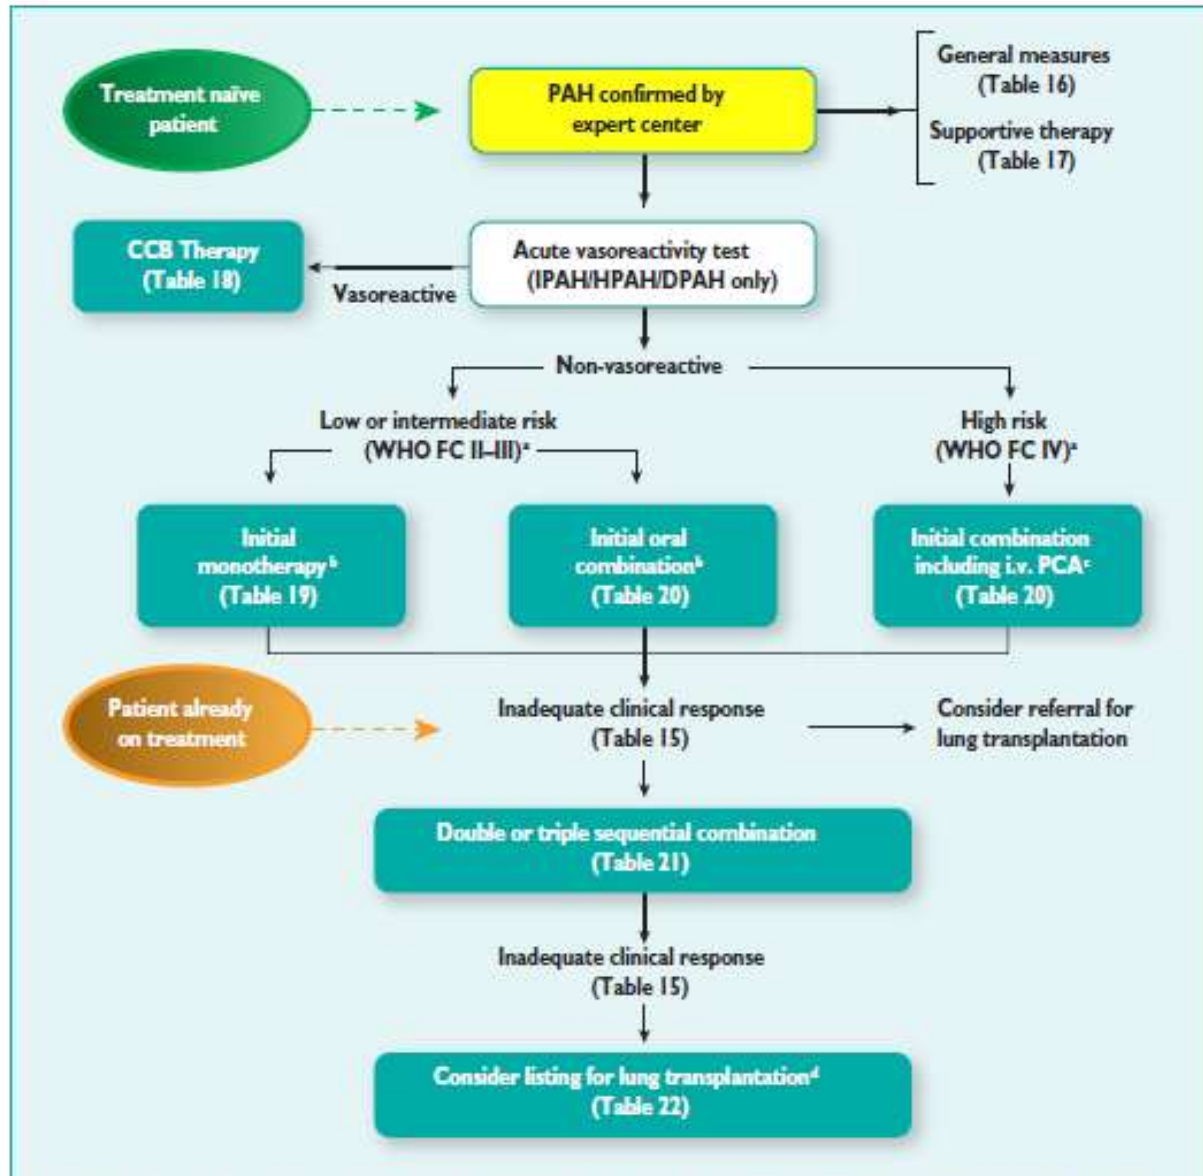 Treatment naïve
patient
PAH confirmed by
expert center
General measures
(Table 16)
Supportive therapy
(Table 17)
CCB Therapy
(Table 18)
Vasoreactive
Acute vasoreactivity test
(IPAH/HPAH/DPAH only)
Non-vasoreactive
Low or intermediate risk
(WHO FC II–III)ᵃ
High risk
(WHO FC IV)ᵃ
Initial
monotherapyᵇ
(Table 19)
Initial oral
combinationᵇ
(Table 20)
Initial combination
including i.v. PCAᶜ
(Table 20)
Patient already
on treatment
Inadequate clinical response
(Table 15)
Consider referral for
lung transplantation
Double or triple sequential combination
(Table 21)
Inadequate clinical response
(Table 15)
Consider listing for lung transplantationᵈ
(Table 22)